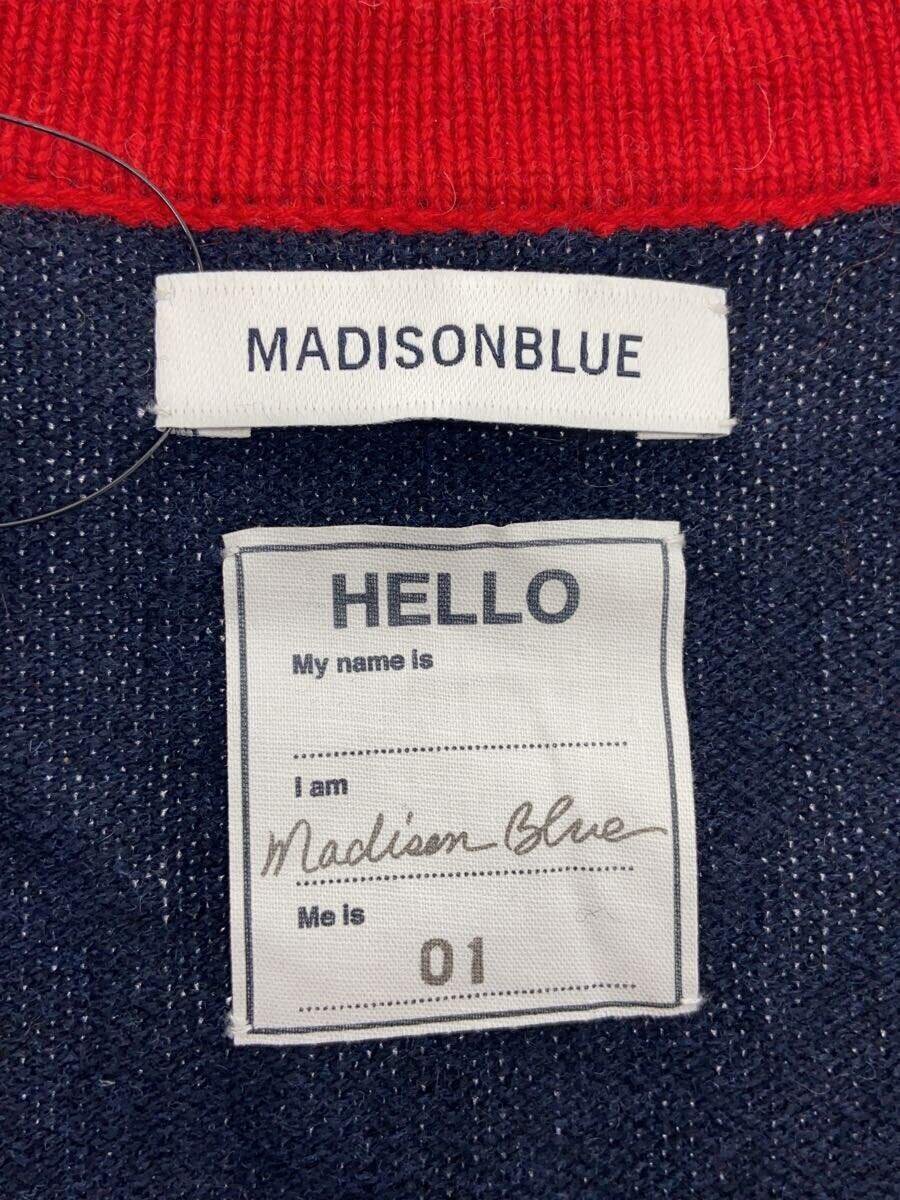 MADISONBLUE
HELLO
My name is
I am
Madison Blue
Me is
01